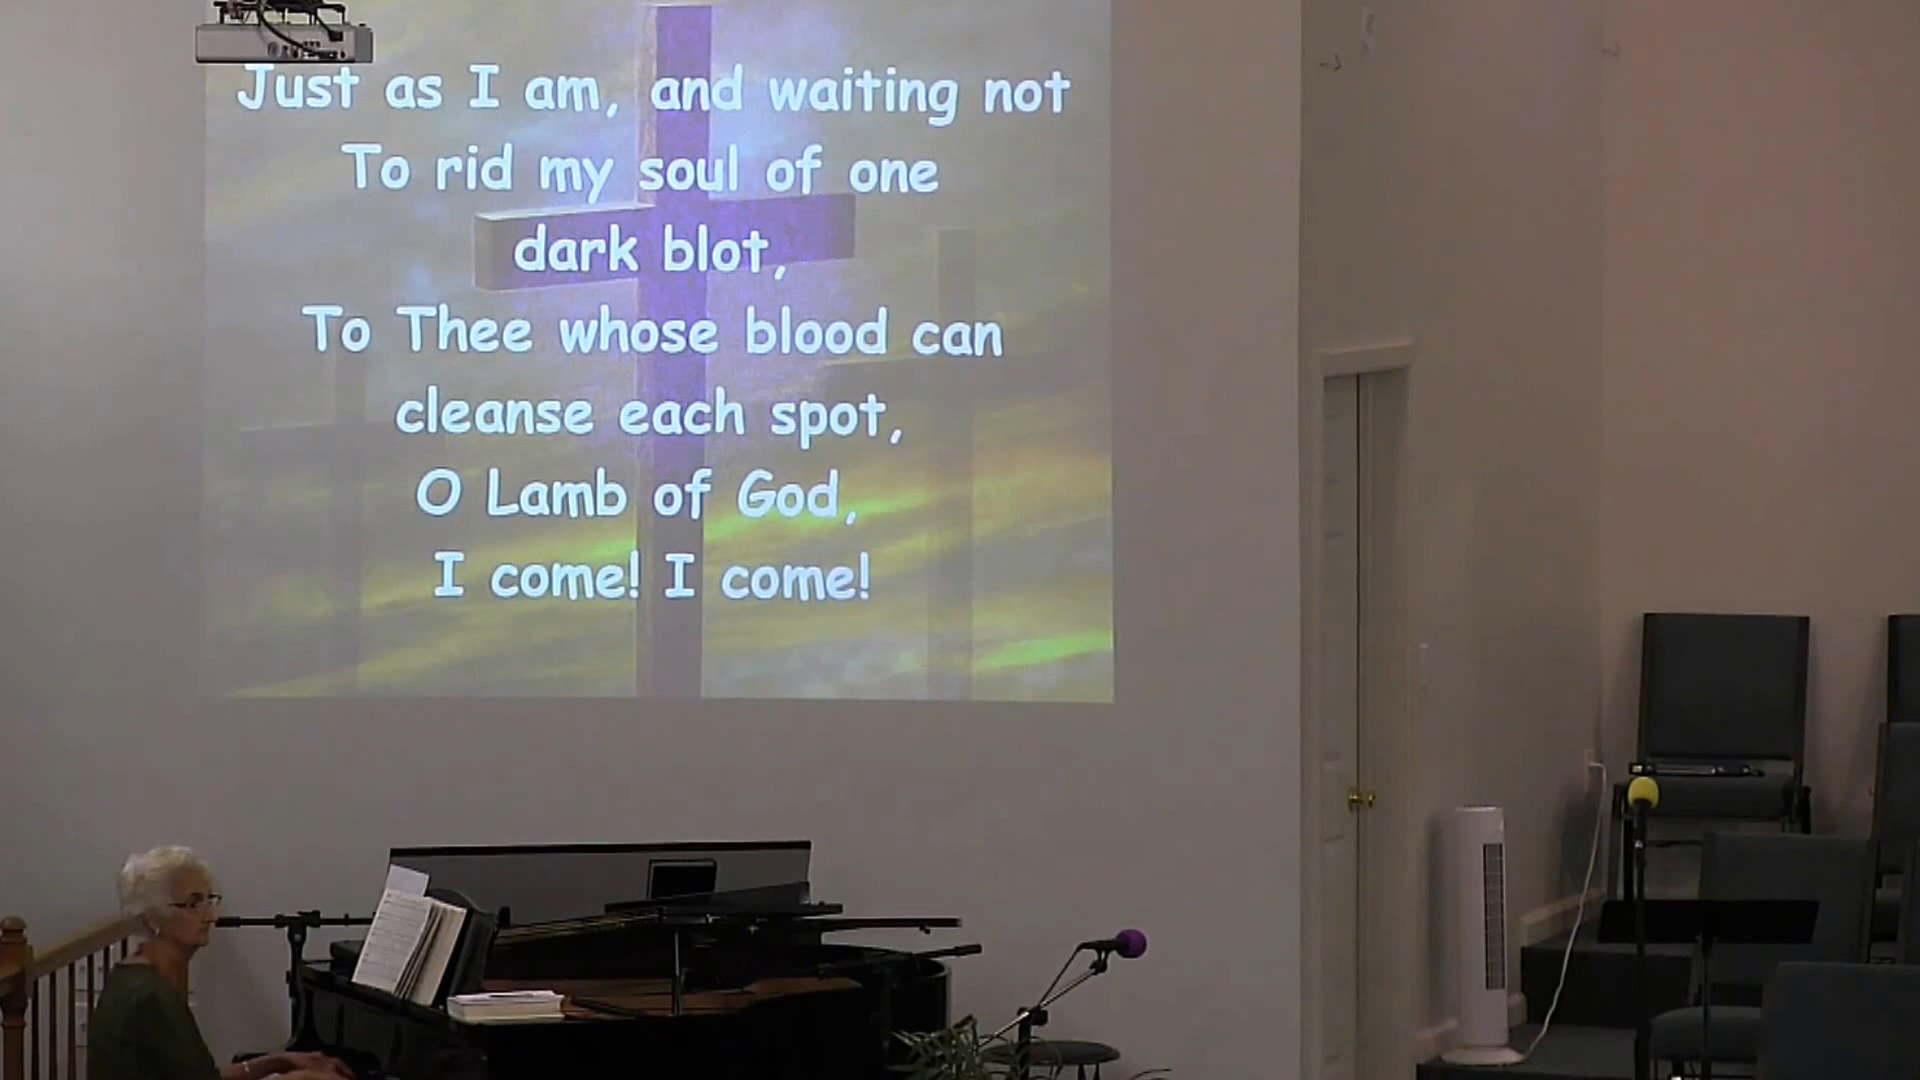 Just as I am, and waiting not
To rid my soul of one
dark blot,
To Thee whose blood can
cleanse each spot,
O Lamb of God,
I come! I come!